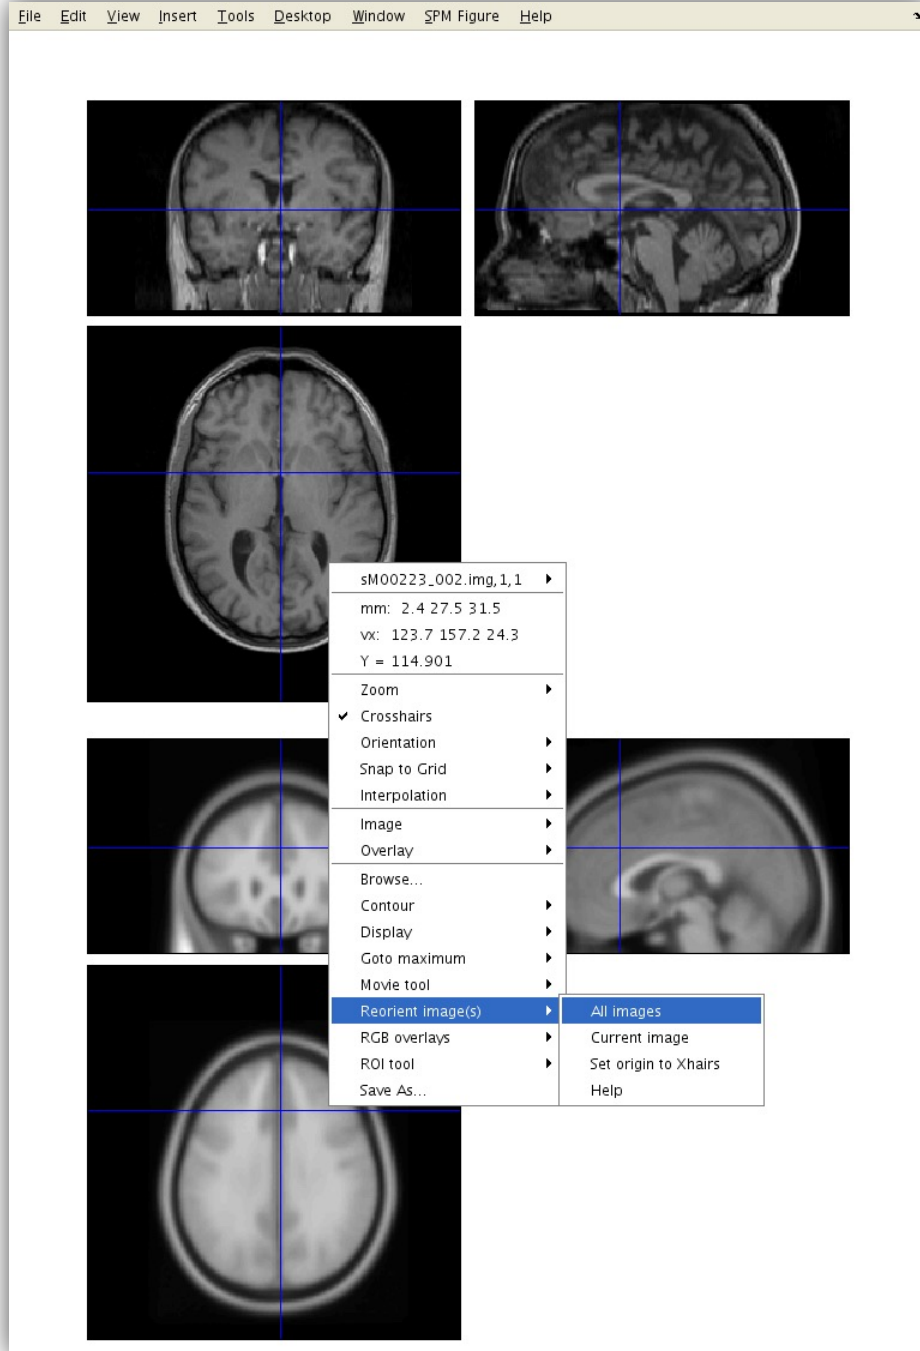 File Edit View Insert Tools Desktop Window SPM Figure Help
sM00223_002.img,1,1
mm: 2.4 27.5 31.5
vx: 123.7 157.2 24.3
Y = 114.901
Zoom
Crosshairs
Orientation
Snap to Grid
Interpolation
Image
Overlay
Browse...
Contour
Display
Goto maximum
Movie tool
Reorient image(s)
RGB overlays
ROI tool
Save As...
All images
Current image
Set origin to Xhairs
Help